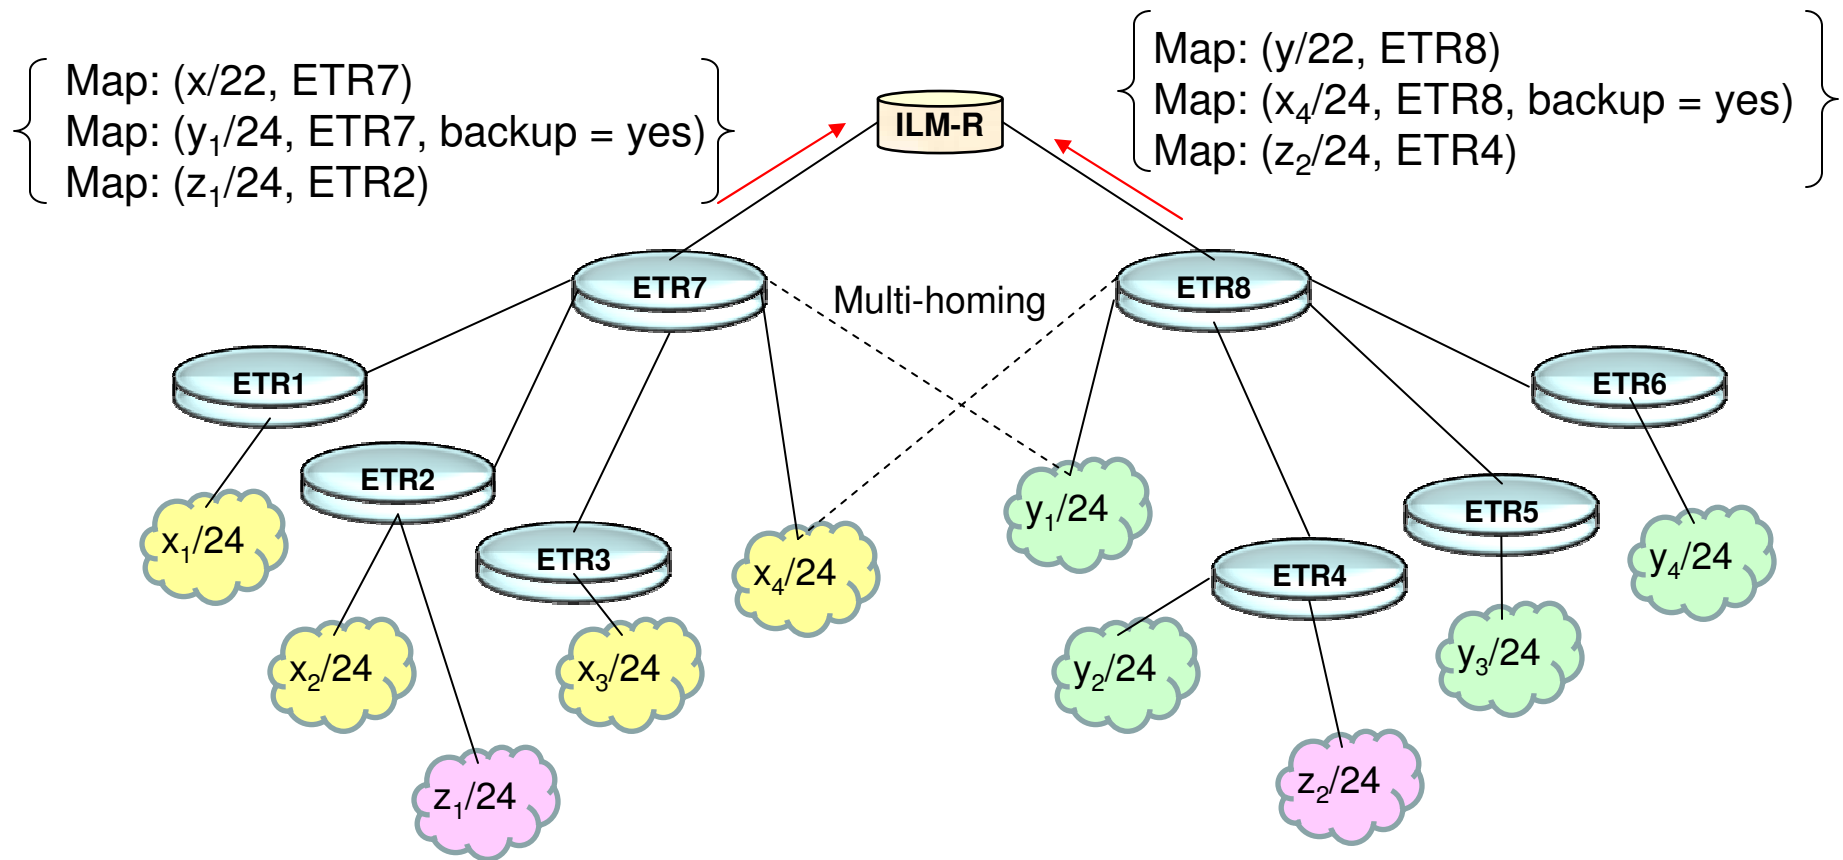 Map: (x/22, ETR7)
Map: (y₁/24, ETR7, backup = yes)
Map: (z₁/24, ETR2)
Map: (y/22, ETR8)
Map: (x₄/24, ETR8, backup = yes)
Map: (z₂/24, ETR4)
ILM-R
ETR7
Multi-homing
ETR8
ETR1
ETR6
ETR2
ETR5
ETR3
ETR4
x₁/24
x₄/24
y₁/24
y₄/24
x₂/24
x₃/24
y₂/24
y₃/24
z₁/24
z₂/24